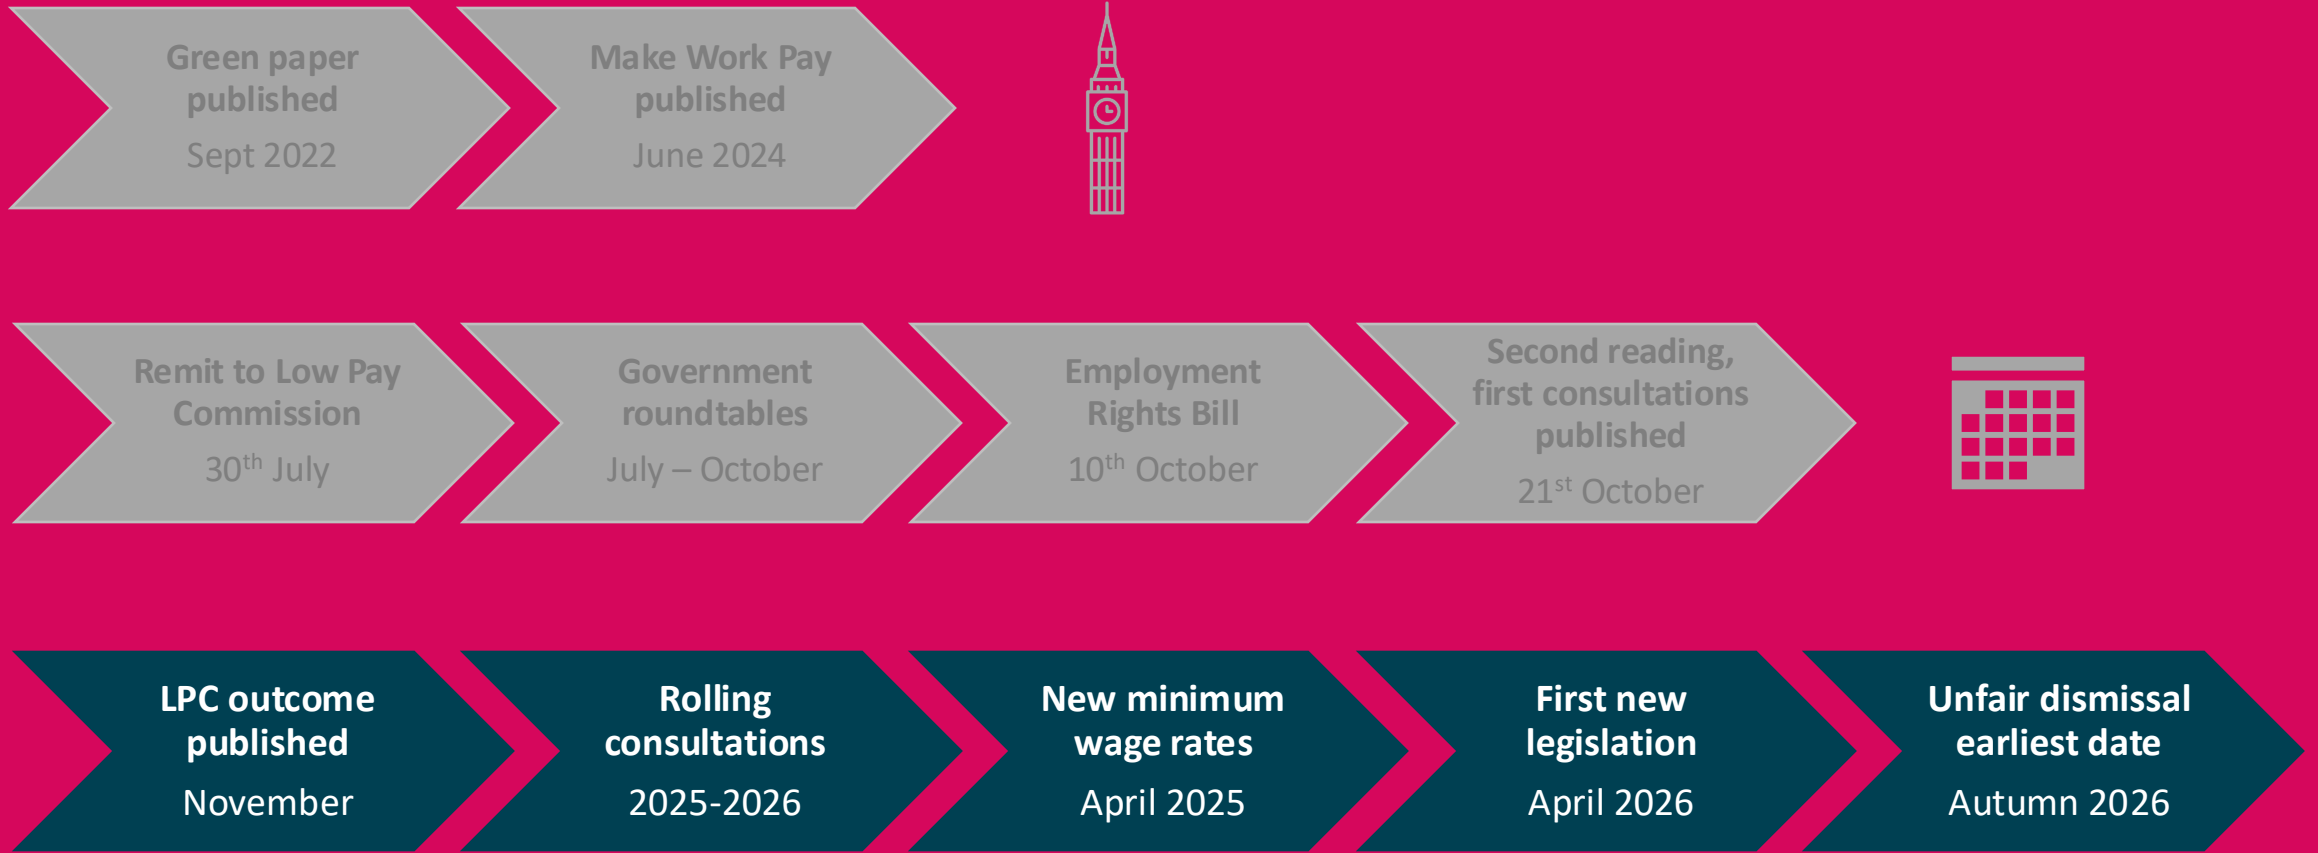 Green paper
published
Sept 2022
Make Work Pay
published
June 2024
Remit to Low Pay
Commission
30th July
Government
roundtables
July – October
Employment
Rights Bill
10th October
Second reading,
first consultations
published
21st October
LPC outcome
published
November
Rolling
consultations
2025-2026
New minimum
wage rates
April 2025
First new
legislation
April 2026
Unfair dismissal
earliest date
Autumn 2026